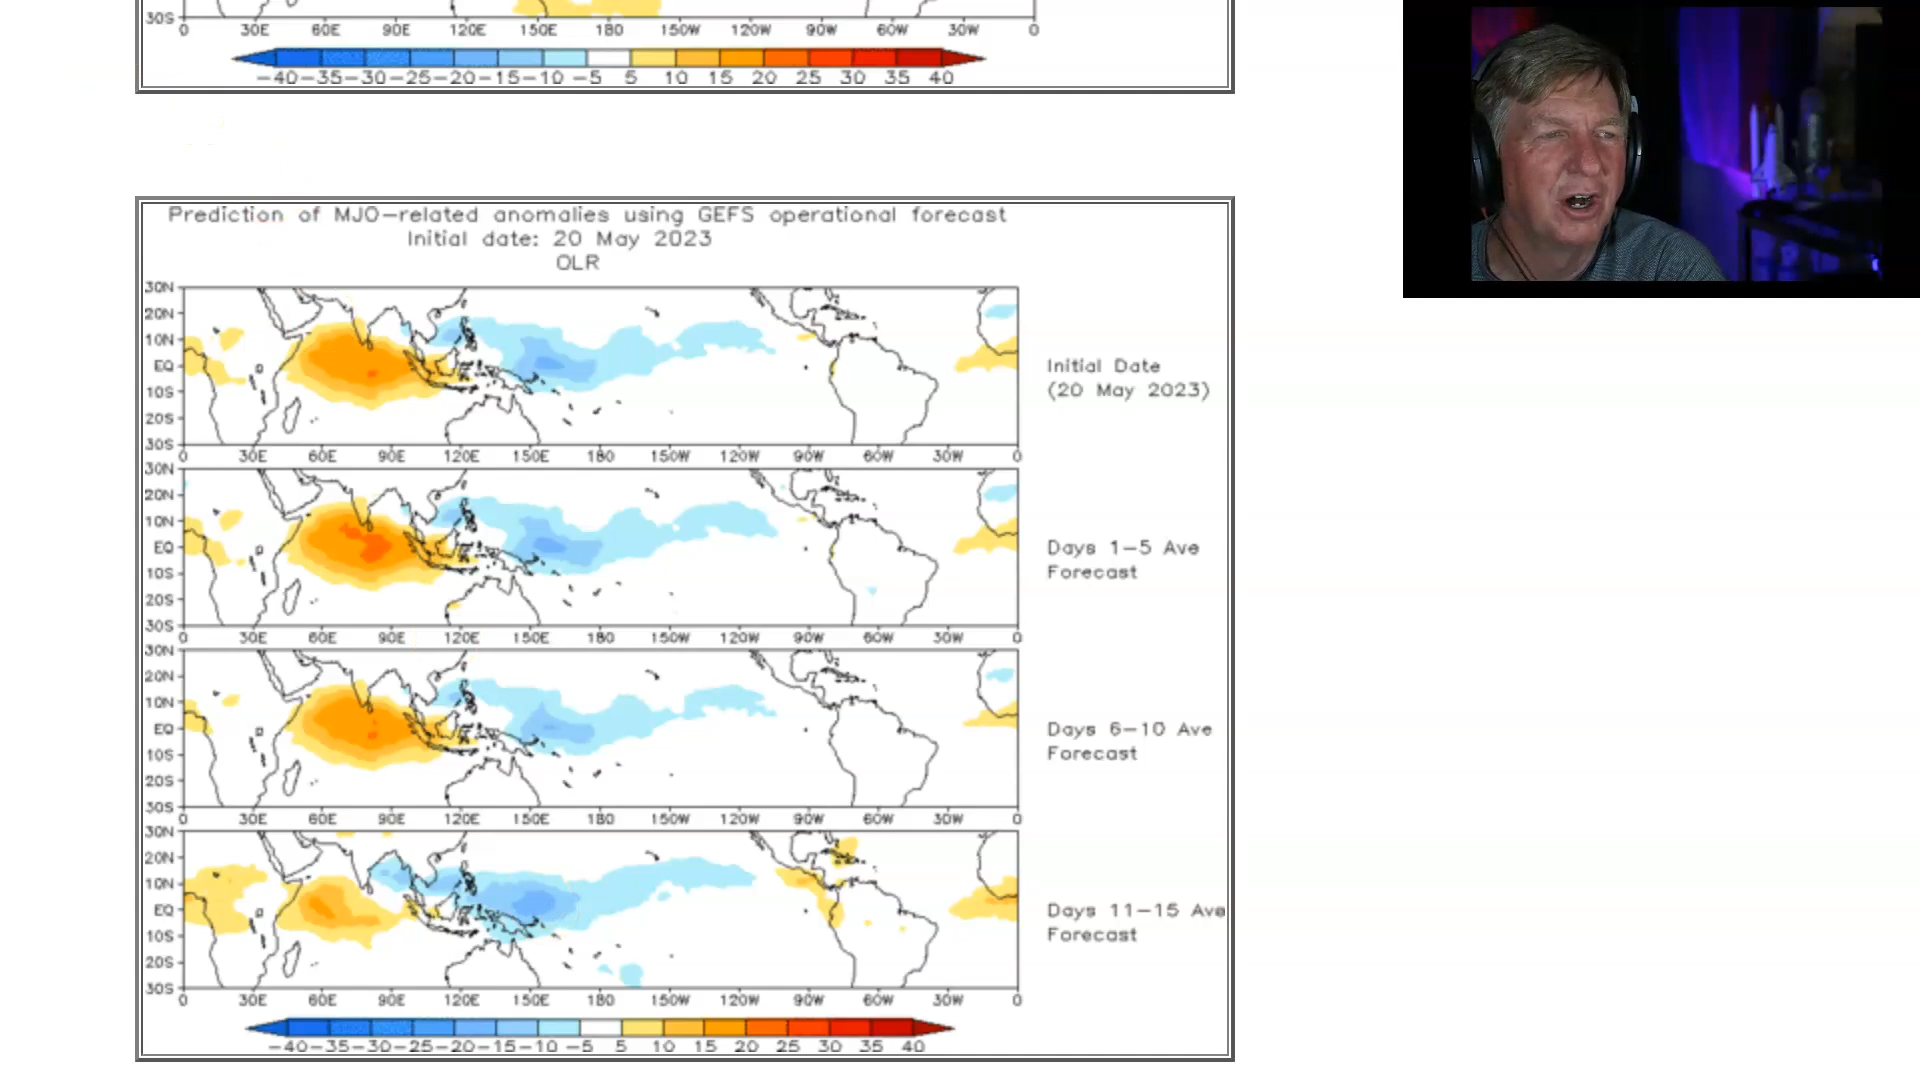 30S
0 30E 60E 90E 120E 150E 180 150W 120W 90W 60W 30W 0
-40-35-30-25-20-15-10 -5 5 10 15 20 25 30 35 40
Prediction of MJO-related anomalies using GEFS operational forecast
Initial date: 20 May 2023
OLR
30N
20N
10N
EQ
10S
20S
30S
0 30E 60E 90E 120E 150E 180 150W 120W 90W 60W 30W 0
Initial Date
(20 May 2023)
30N
20N
10N
EQ
10S
20S
30S
0 30E 60E 90E 120E 150E 180 150W 120W 90W 60W 30W 0
Days 1-5 Ave
Forecast
30N
20N
10N
EQ
10S
20S
30S
0 30E 60E 90E 120E 150E 180 150W 120W 90W 60W 30W 0
Days 6-10 Ave
Forecast
30N
20N
10N
EQ
10S
20S
30S
0 30E 60E 90E 120E 150E 180 150W 120W 90W 60W 30W 0
Days 11-15 Ave
Forecast
-40-35-30-25-20-15-10 -5 5 10 15 20 25 30 35 40